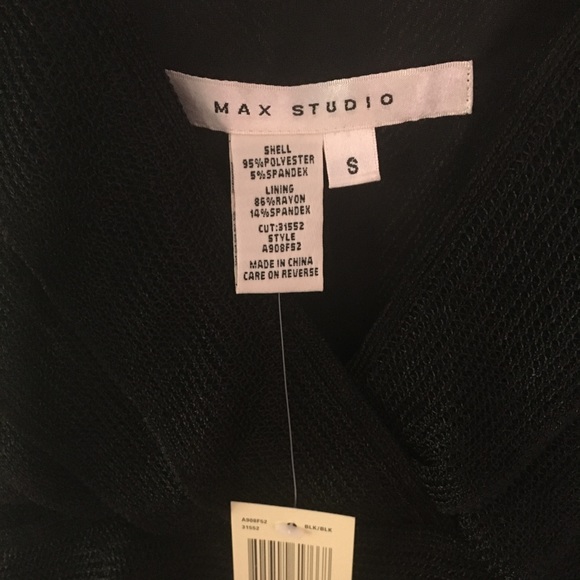 MAX STUDIO
S
SHELL
95%POLYESTER
5%SPANDEX
LINING
86%RAYON
14%SPANDEX
CUT:31552
STYLE
A908F52
MADE IN CHINA
CARE ON REVERSE
A908F52 BLK/BLK
31552